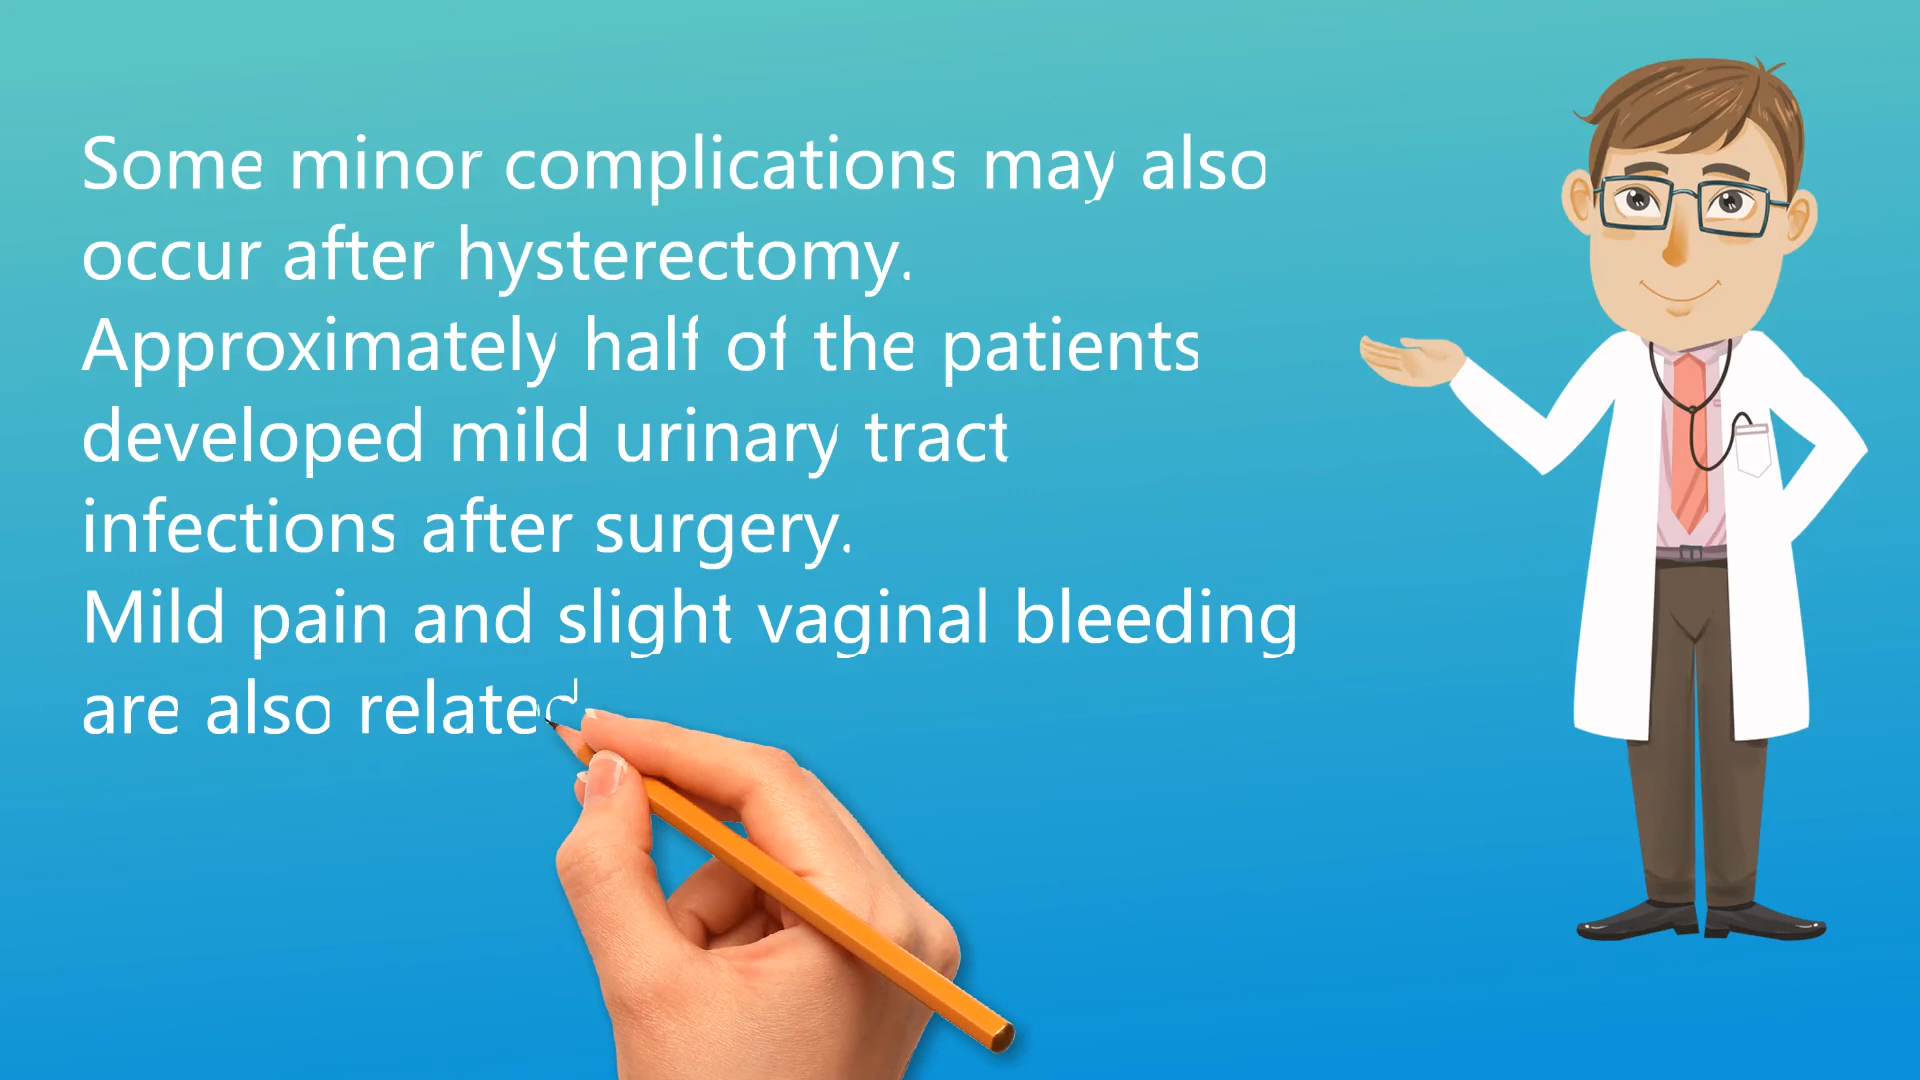 Some minor complications may also
occur after hysterectomy.
Approximately half of the patients
developed mild urinary tract
infections after surgery.
Mild pain and slight vaginal bleeding
are also related